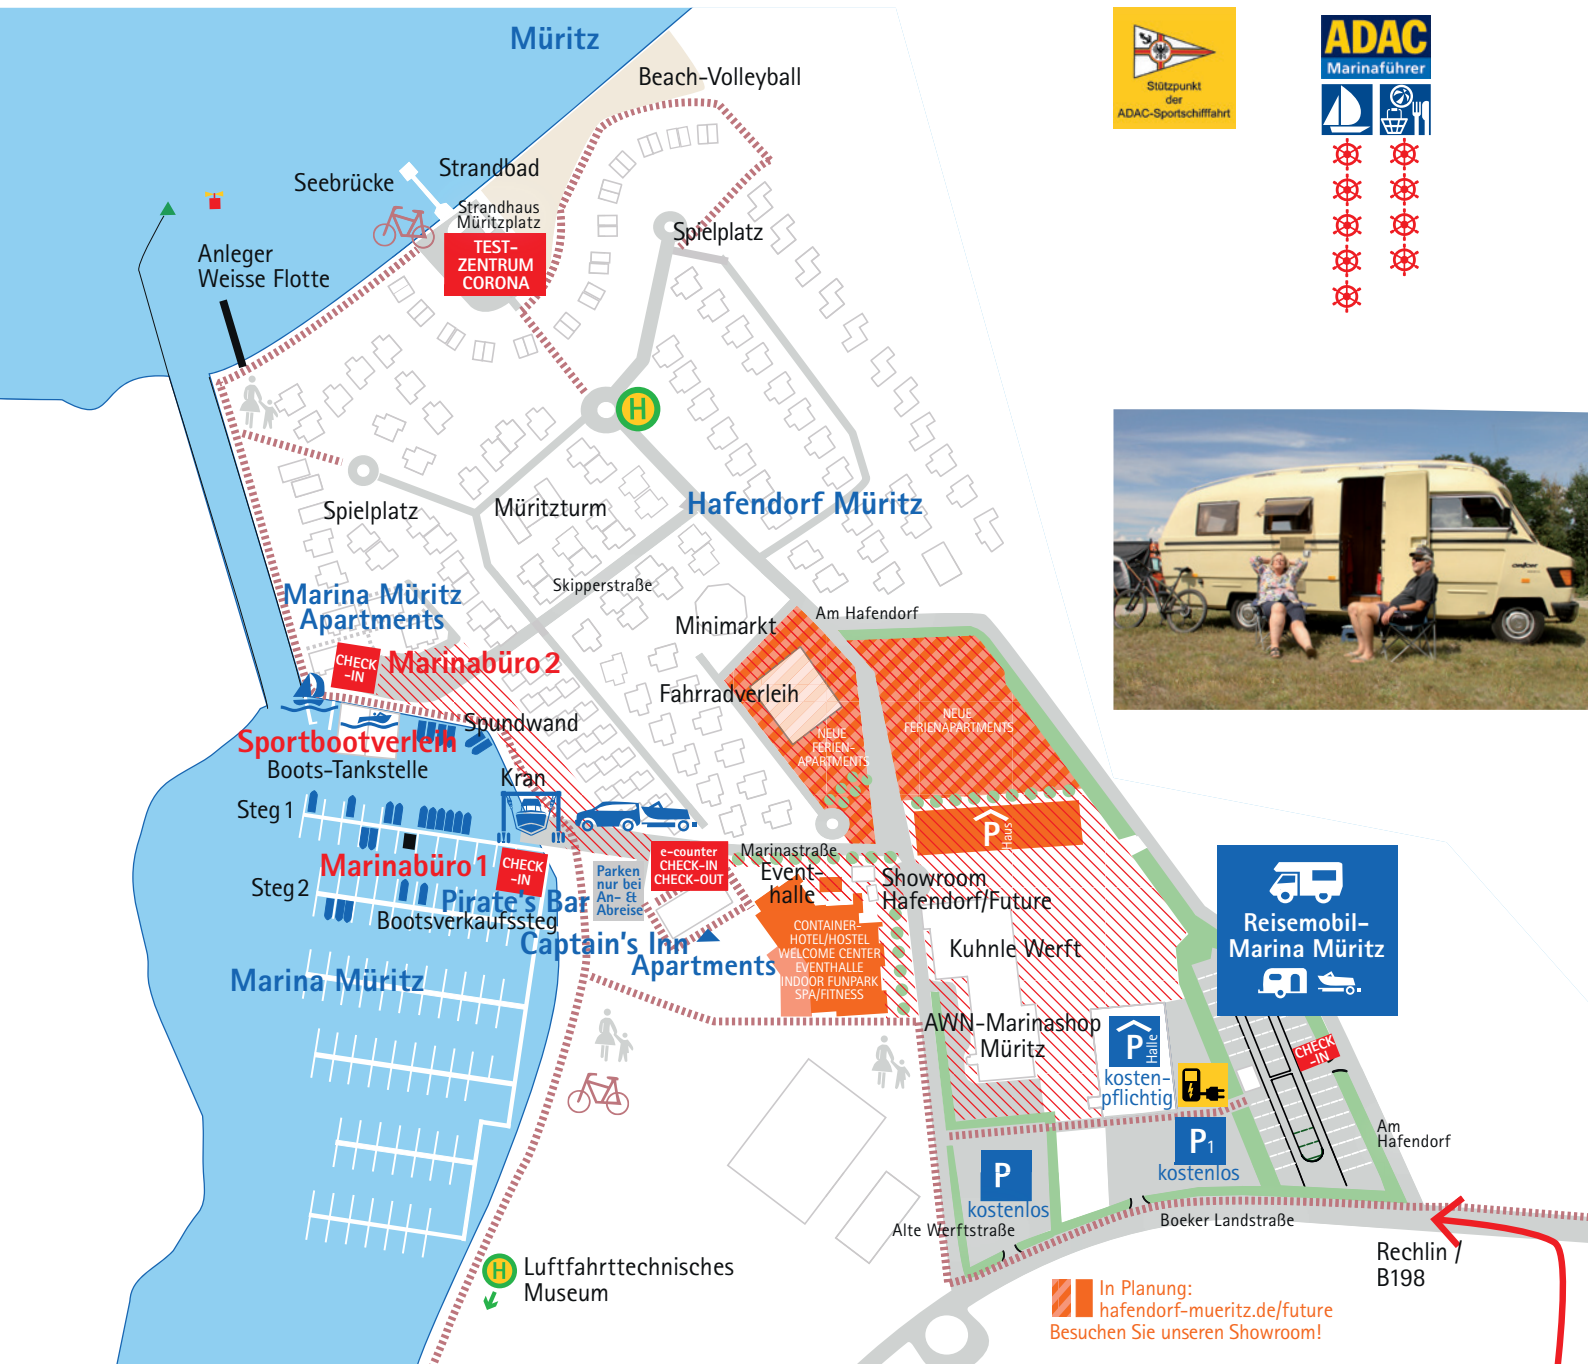 Müritz
Beach-Volleyball
Stützpunkt
der
ADAC-Sportschifffahrt
ADAC
Marinaführer
Seebrücke
Strandbad
Strandhaus
Müritzplatz
TEST-
ZENTRUM
CORONA
Spielplatz
Anleger
Weisse Flotte
H
Spielplatz
Müritzturm
Hafendorf Müritz
Skipperstraße
Marina Müritz
Apartments
Minimarkt
Am Hafendorf
CHECK
-IN
Marinabüro 2
Fahrradverleih
NEUE
FERIEN-
APARTMENTS
NEUE
FERIENAPARTMENTS
Spundwand
Sportbootverleih
Boots-Tankstelle
Kran
Steg 1
P
Haus
Marinabüro 1
CHECK
-IN
Parken
nur bei
An- &
Abreise
e-counter
CHECK-IN
CHECK-OUT
Marinastraße
Event-
halle
Showroom
Hafendorf/Future
Steg 2
Pirate's Bar
Bootsverkaufssteg
Captain's Inn
Apartments
CONTAINER-
HOTEL/HOSTEL
WELCOME CENTER
EVENTHALLE
INDOOR FUNPARK
SPA/FITNESS
Kuhnle Werft
Reisemobil-
Marina Müritz
Marina Müritz
AWN-Marinashop
Müritz
P
Halle
kosten-
pflichtig
CHECK
-IN
P1
kostenlos
Am
Hafendorf
P
kostenlos
Alte Werftstraße
Boeker Landstraße
Rechlin /
B198
H
Luftfahrttechnisches
Museum
In Planung:
hafendorf-mueritz.de/future
Besuchen Sie unseren Showroom!